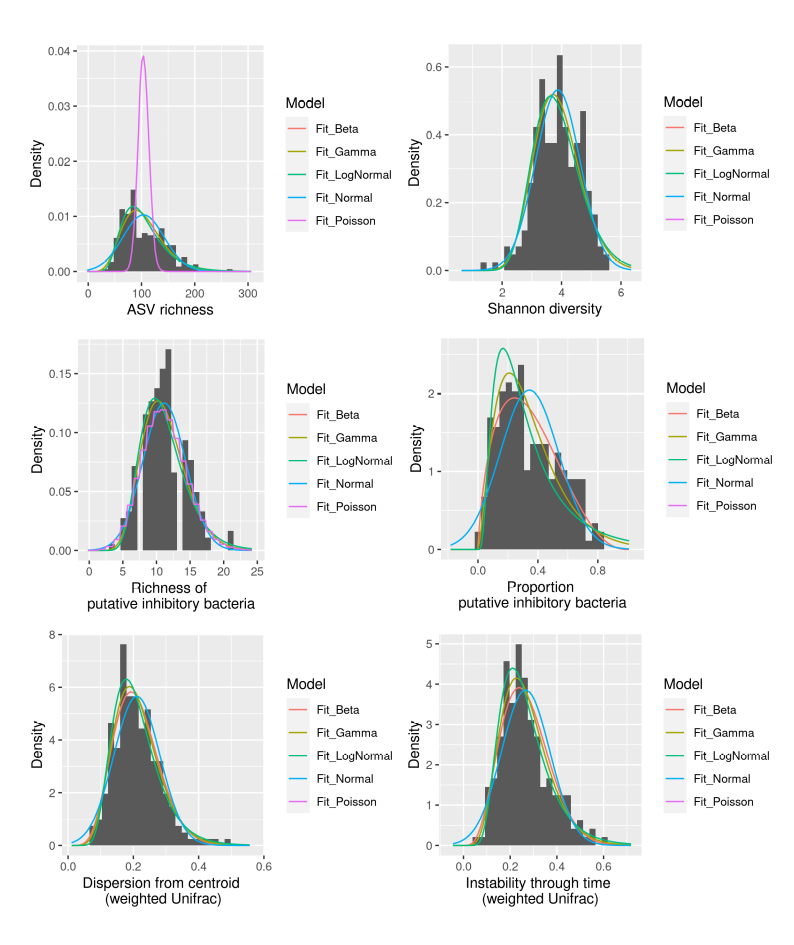 0.04
0.03
0.02
0.01
0.00
Density
0
100
200
300
ASV richness
Model
Fit_Beta
Fit_Gamma
Fit_LogNormal
Fit_Normal
Fit_Poisson
0.6
0.4
0.2
0.0
Density
2
4
6
Shannon diversity
Model
Fit_Beta
Fit_Gamma
Fit_LogNormal
Fit_Normal
Fit_Poisson
0.15
0.10
0.05
0.00
Density
0
5
10
15
20
25
Richness of
putative inhibitory bacteria
Model
Fit_Beta
Fit_Gamma
Fit_LogNormal
Fit_Normal
Fit_Poisson
2
1
0
Density
0.0
0.4
0.8
Proportion
putative inhibitory bacteria
Model
Fit_Beta
Fit_Gamma
Fit_LogNormal
Fit_Normal
Fit_Poisson
8
6
4
2
0
Density
0.0
0.2
0.4
0.6
Dispersion from centroid
(weighted Unifrac)
Model
Fit_Beta
Fit_Gamma
Fit_LogNormal
Fit_Normal
Fit_Poisson
5
4
3
2
1
0
Density
0.0
0.2
0.4
0.6
Instability through time
(weighted Unifrac)
Model
Fit_Beta
Fit_Gamma
Fit_LogNormal
Fit_Normal
Fit_Poisson